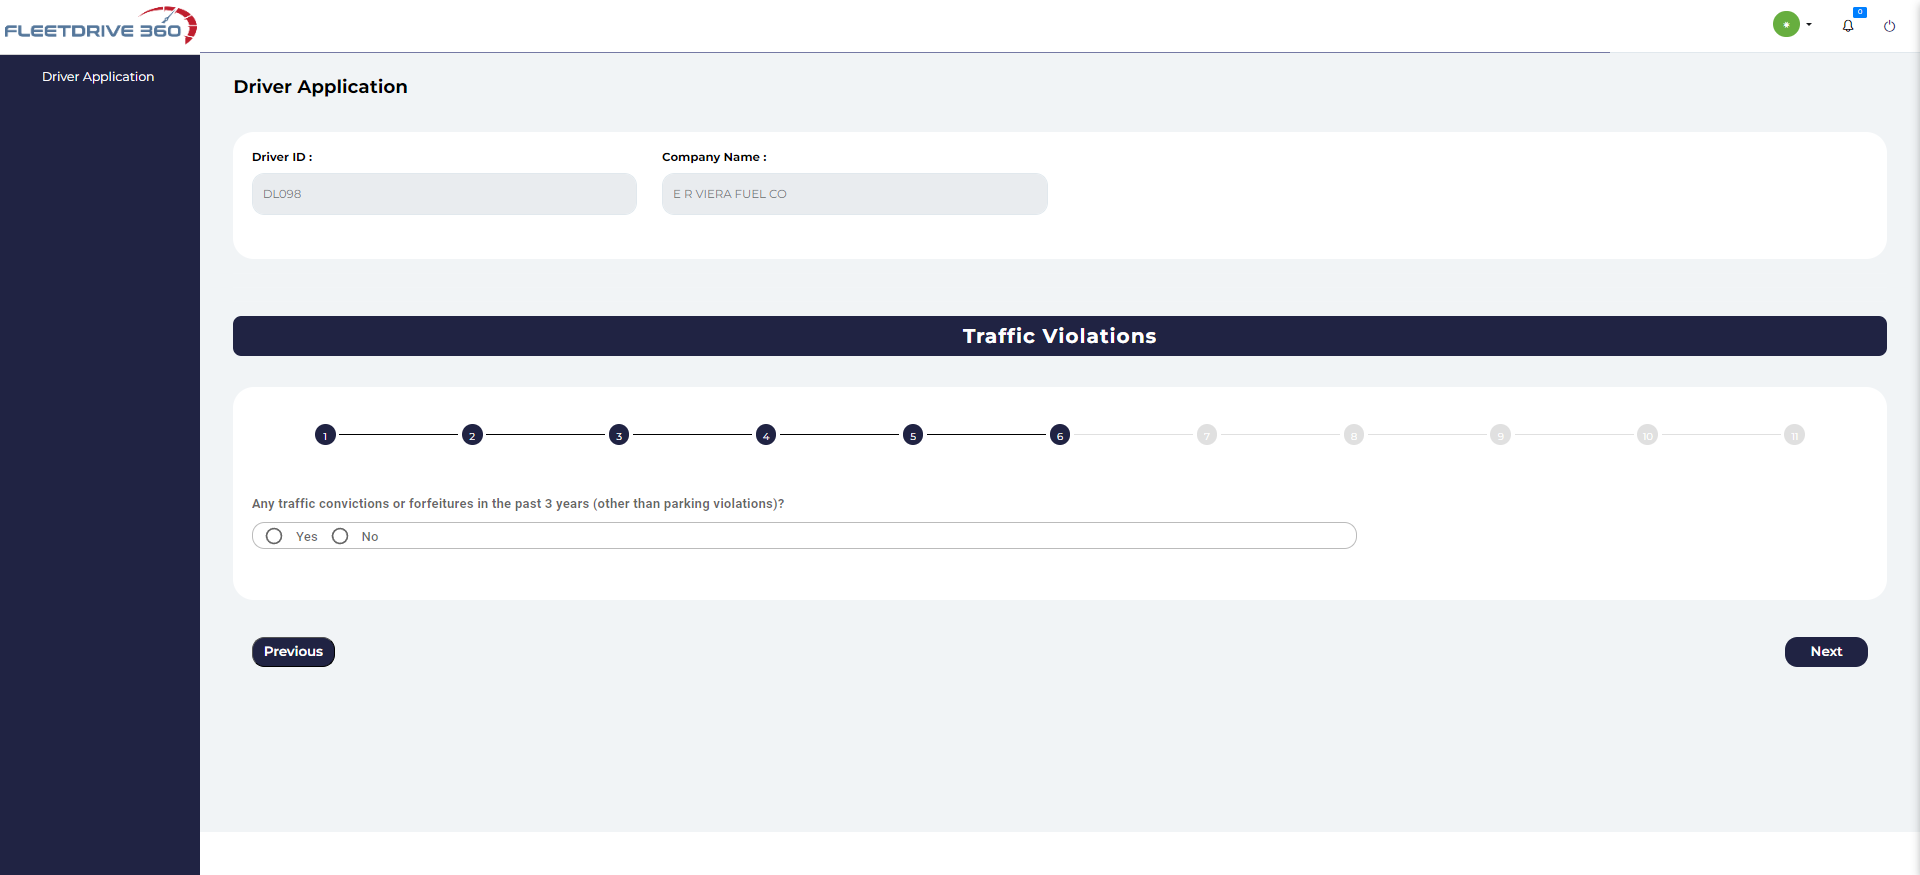 FLEETDRIVE 360
0
Driver Application
Driver Application
Driver ID :
Company Name :
DL098
E R VIERA FUEL CO
Traffic Violations
1 2 3 4 5 6 7 8 9 10 11
Any traffic convictions or forfeitures in the past 3 years (other than parking violations)?
Yes No
Previous
Next